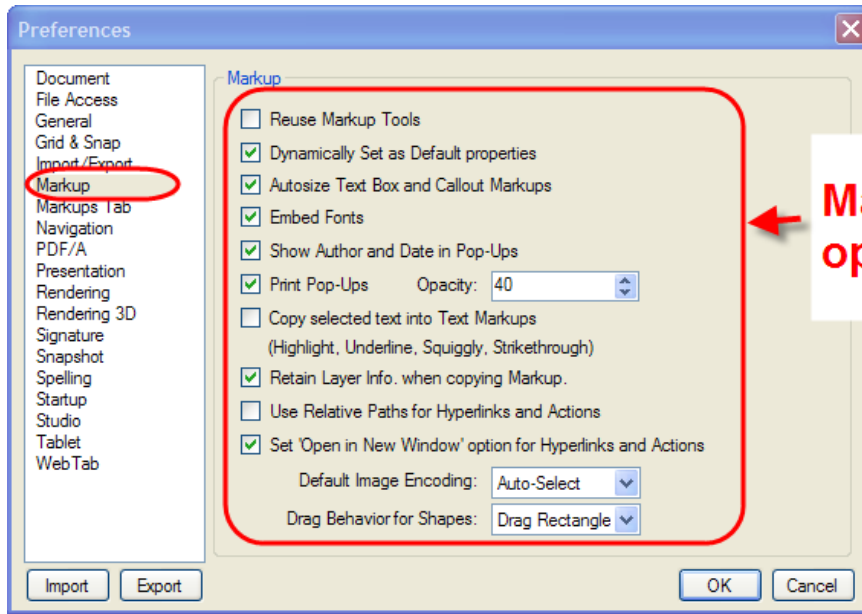 Preferences
Document
File Access
General
Grid & Snap
Import/Export
Markup
Markups Tab
Navigation
PDF/A
Presentation
Rendering
Rendering 3D
Signature
Snapshot
Spelling
Startup
Studio
Tablet
WebTab
Markup
Reuse Markup Tools
Dynamically Set as Default properties
Autosize Text Box and Callout Markups
Embed Fonts
Show Author and Date in Pop-Ups
Print Pop-Ups Opacity: 40
Copy selected text into Text Markups
(Highlight, Underline, Squiggly, Strikethrough)
Retain Layer Info. when copying Markup.
Use Relative Paths for Hyperlinks and Actions
Set 'Open in New Window' option for Hyperlinks and Actions
Default Image Encoding: Auto-Select
Drag Behavior for Shapes: Drag Rectangle
Import Export OK Cancel